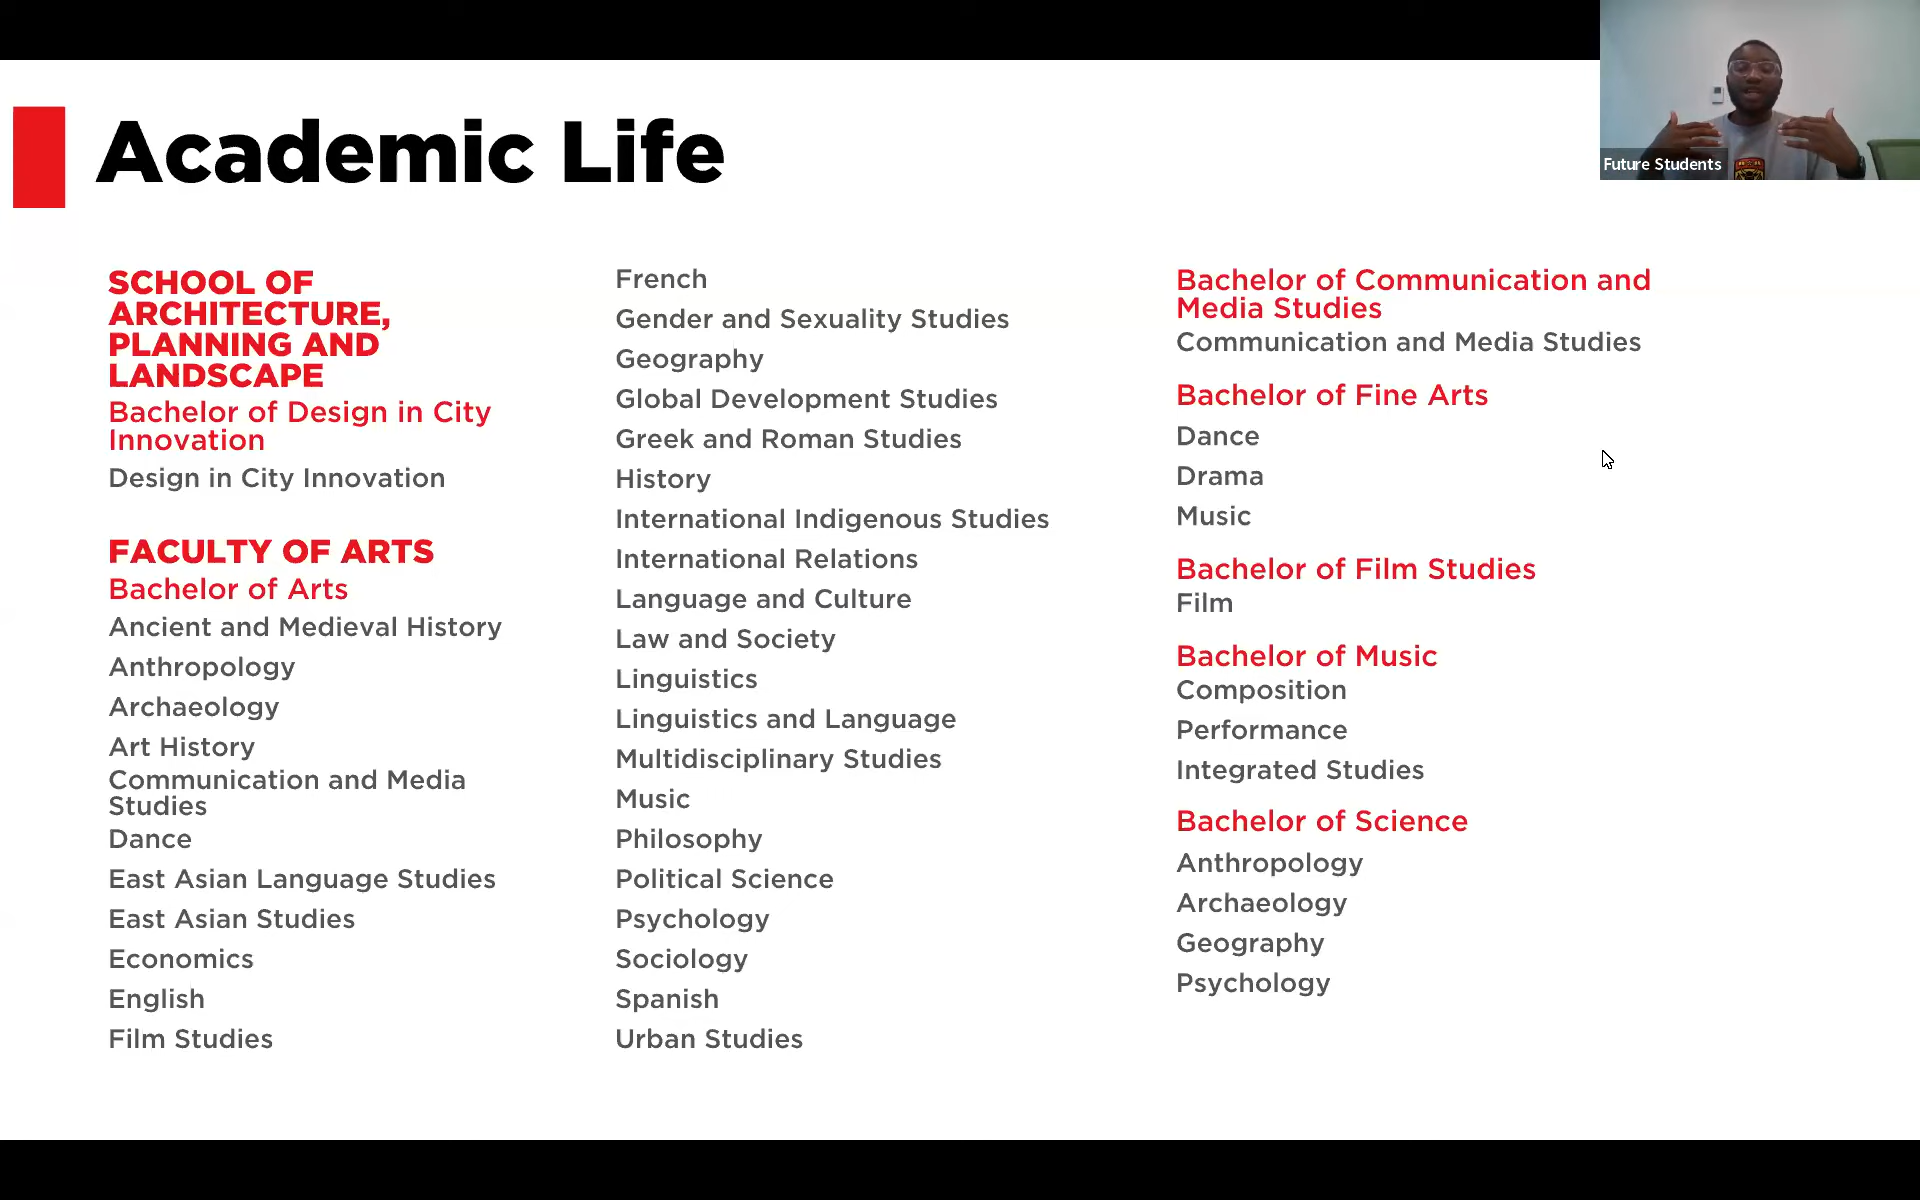 Academic Life
Future Students
SCHOOL OF
ARCHITECTURE,
PLANNING AND
LANDSCAPE
Bachelor of Design in City
Innovation
Design in City Innovation
FACULTY OF ARTS
Bachelor of Arts
Ancient and Medieval History
Anthropology
Archaeology
Art History
Communication and Media
Studies
Dance
East Asian Language Studies
East Asian Studies
Economics
English
Film Studies
French
Gender and Sexuality Studies
Geography
Global Development Studies
Greek and Roman Studies
History
International Indigenous Studies
International Relations
Language and Culture
Law and Society
Linguistics
Linguistics and Language
Multidisciplinary Studies
Music
Philosophy
Political Science
Psychology
Sociology
Spanish
Urban Studies
Bachelor of Communication and
Media Studies
Communication and Media Studies
Bachelor of Fine Arts
Dance
Drama
Music
Bachelor of Film Studies
Film
Bachelor of Music
Composition
Performance
Integrated Studies
Bachelor of Science
Anthropology
Archaeology
Geography
Psychology